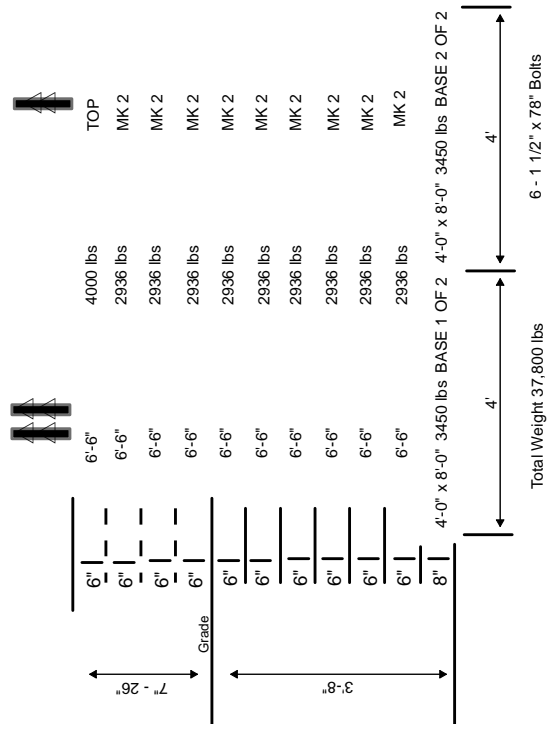 7" - 26"
6" 6'-6" 4000 lbs TOP
6" 6'-6" 2936 lbs MK 2
6" 6'-6" 2936 lbs MK 2
6" 6'-6" 2936 lbs MK 2
Grade
3'-8"
6" 6'-6" 2936 lbs MK 2
6" 6'-6" 2936 lbs MK 2
6" 6'-6" 2936 lbs MK 2
6" 6'-6" 2936 lbs MK 2
6" 6'-6" 2936 lbs MK 2
6" 6'-6" 2936 lbs MK 2
8" 4'-0" x 8'-0" 3450 lbs BASE 1 OF 2 4'-0" x 8'-0" 3450 lbs BASE 2 OF 2
4' 4'
Total Weight 37,800 lbs 6 - 1 1/2" x 78" Bolts